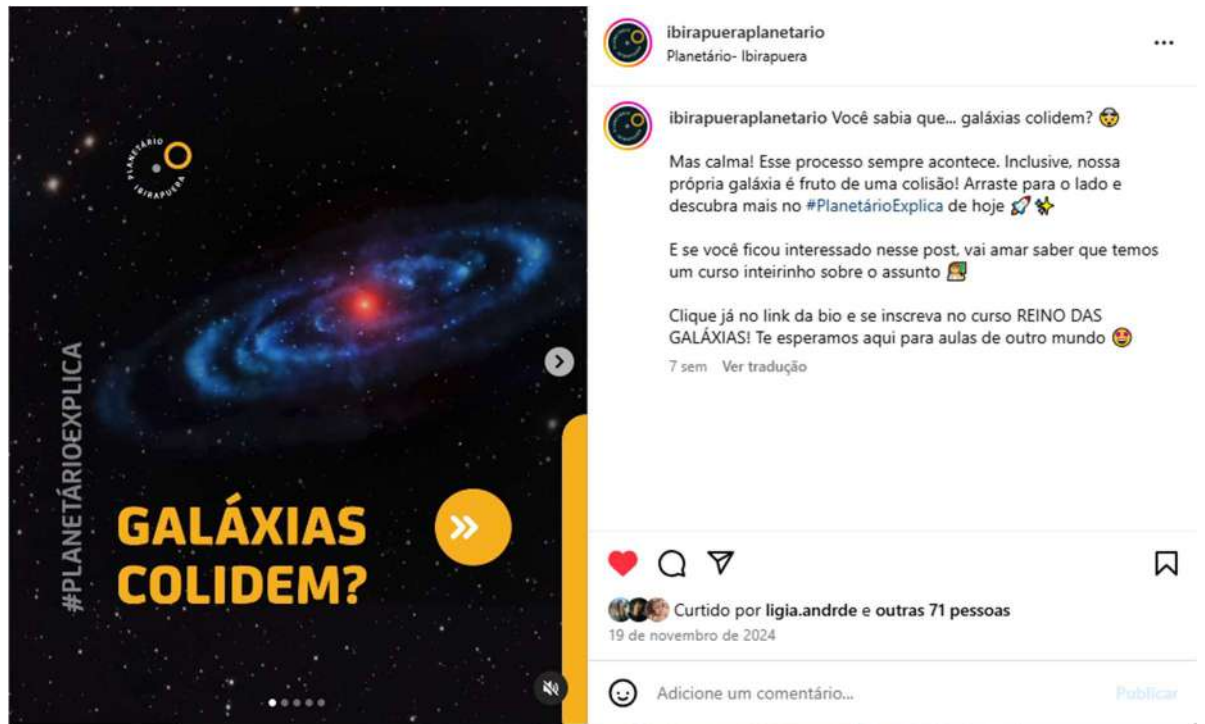 PLANETÁRIO
IBIRAPUERA
#PLANETÁRIOEXPLICA
GALÁXIAS
COLIDEM?
ibirapueraplanetario
Planetário- Ibirapuera
ibirapueraplanetario Você sabia que... galáxias colidem? 🤯
Mas calma! Esse processo sempre acontece. Inclusive, nossa
própria galáxia é fruto de uma colisão! Arraste para o lado e
descubra mais no #PlanetárioExplica de hoje 🚀✨
E se você ficou interessado nesse post, vai amar saber que temos
um curso inteirinho sobre o assunto 👩🏼‍🏫
Clique já no link da bio e se inscreva no curso REINO DAS
GALÁXIAS! Te esperamos aqui para aulas de outro mundo 🤩
7 sem Ver tradução
Curtido por ligia.andrde e outras 71 pessoas
19 de novembro de 2024
Adicione um comentário...
Publicar